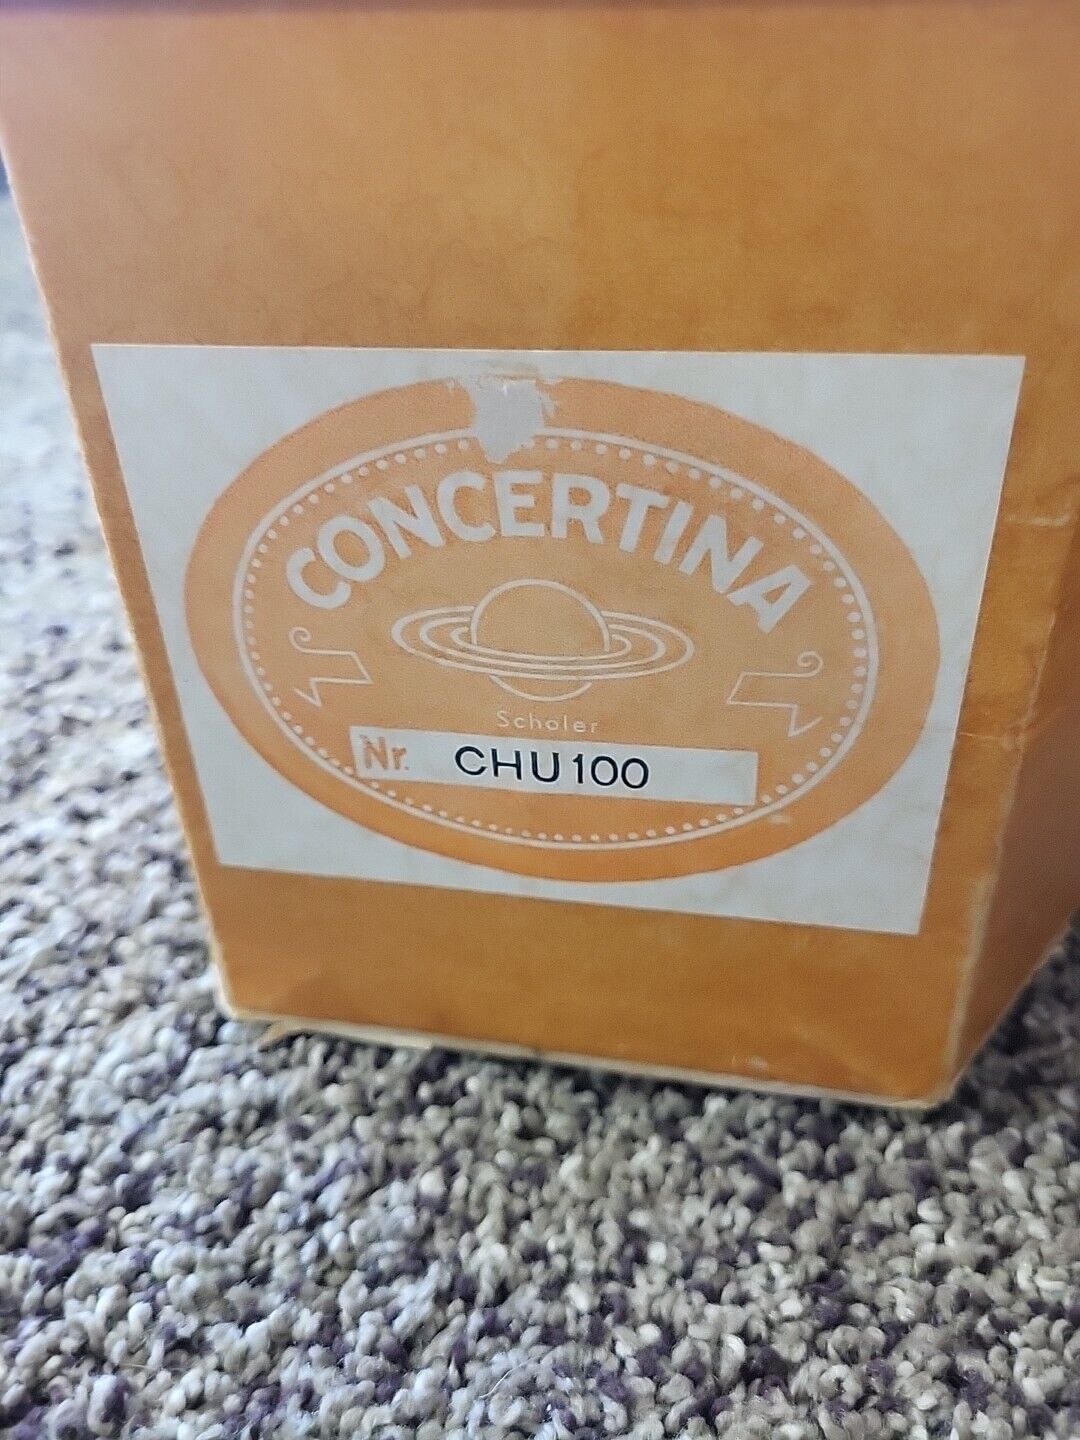 CONCERTINA
Scholer
Nr. CHU100